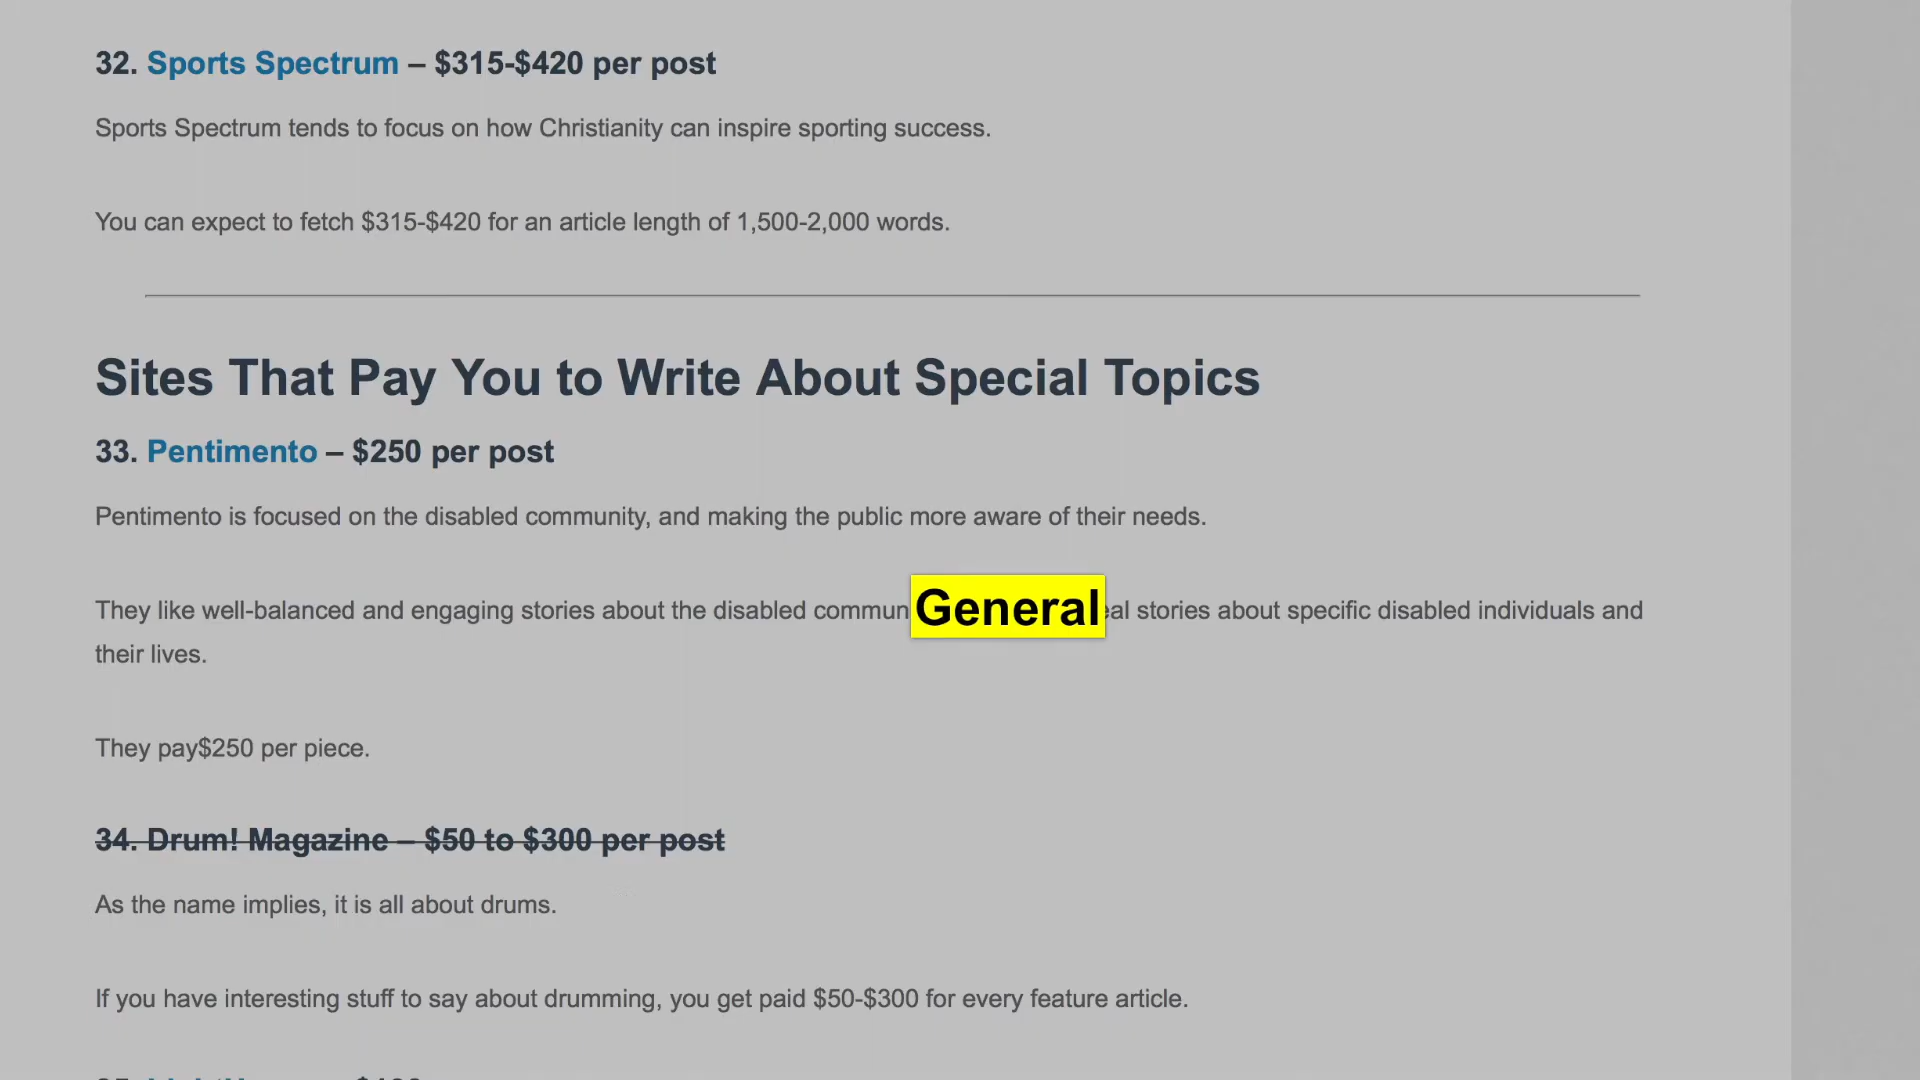 32. Sports Spectrum – $315-$420 per post
Sports Spectrum tends to focus on how Christianity can inspire sporting success.
You can expect to fetch $315-$420 for an article length of 1,500-2,000 words.
Sites That Pay You to Write About Special Topics
33. Pentimento – $250 per post
Pentimento is focused on the disabled community, and making the public more aware of their needs.
They like well-balanced and engaging stories about the disabled General stories about specific disabled individuals and
their lives.
They pay$250 per piece.
34. Drum! Magazine – $50 to $300 per post
As the name implies, it is all about drums.
If you have interesting stuff to say about drumming, you get paid $50-$300 for every feature article.